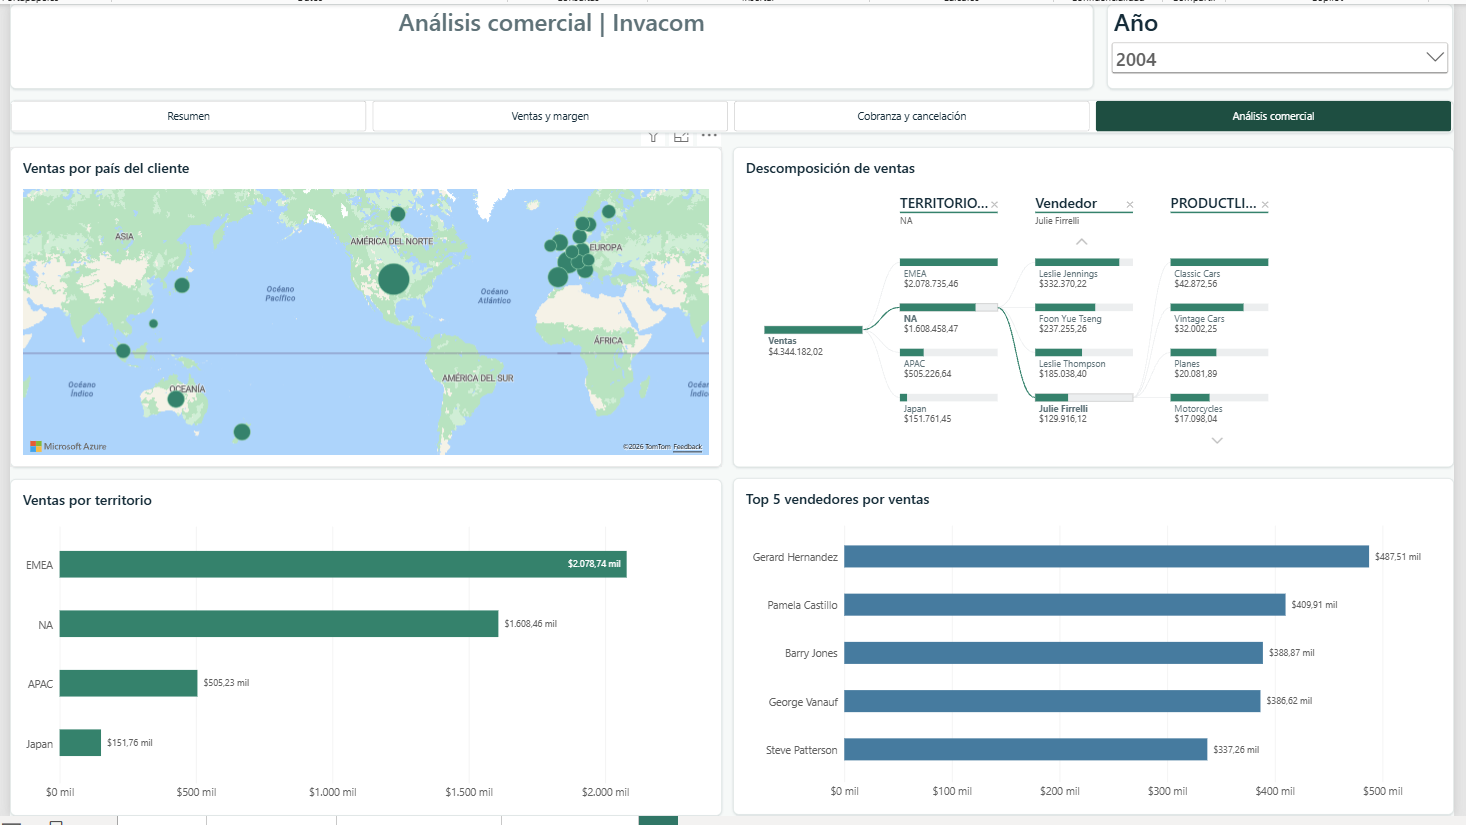 Análisis comercial | Invacom
Año
2004
Resumen
Ventas y margen
Cobranza y cancelación
Análisis comercial
Ventas por país del cliente
ASIA
AMÉRICA DEL NORTE
EUROPA
Océano
Pacífico
Océano
Atlántico
ÁFRICA
AMÉRICA DEL SUR
OCEANÍA
Océano
Índico
Microsoft Azure
©2026 TomTom Feedback
Descomposición de ventas
TERRITORIO...
NA
Vendedor
Julie Firrelli
PRODUCTLI...
Ventas
$4.344.182,02
EMEA
$2.078.735,46
NA
$1.608.458,47
APAC
$505.226,64
Japan
$151.761,45
Leslie Jennings
$332.370,22
Foon Yue Tseng
$237.255,26
Leslie Thompson
$185.038,40
Julie Firrelli
$129.916,12
Classic Cars
$42.872,56
Vintage Cars
$32.002,25
Planes
$20.081,89
Motorcycles
$17.098,04
Ventas por territorio
EMEA
$2.078,74 mil
NA
$1.608,46 mil
APAC
$505,23 mil
Japan
$151,76 mil
$0 mil
$500 mil
$1.000 mil
$1.500 mil
$2.000 mil
Top 5 vendedores por ventas
Gerard Hernandez
$487,51 mil
Pamela Castillo
$409,91 mil
Barry Jones
$388,87 mil
George Vanauf
$386,62 mil
Steve Patterson
$337,26 mil
$0 mil
$100 mil
$200 mil
$300 mil
$400 mil
$500 mil